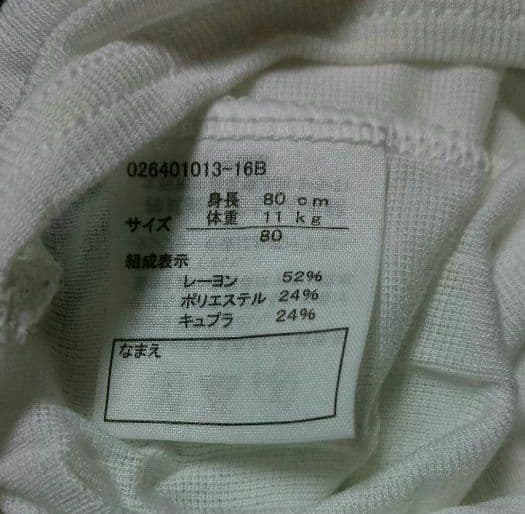 026401013-16B
身長 80 cm
サイズ 体重 11 kg
80
組成表示
レーヨン 52%
ポリエステル 24%
キュプラ 24%
なまえ